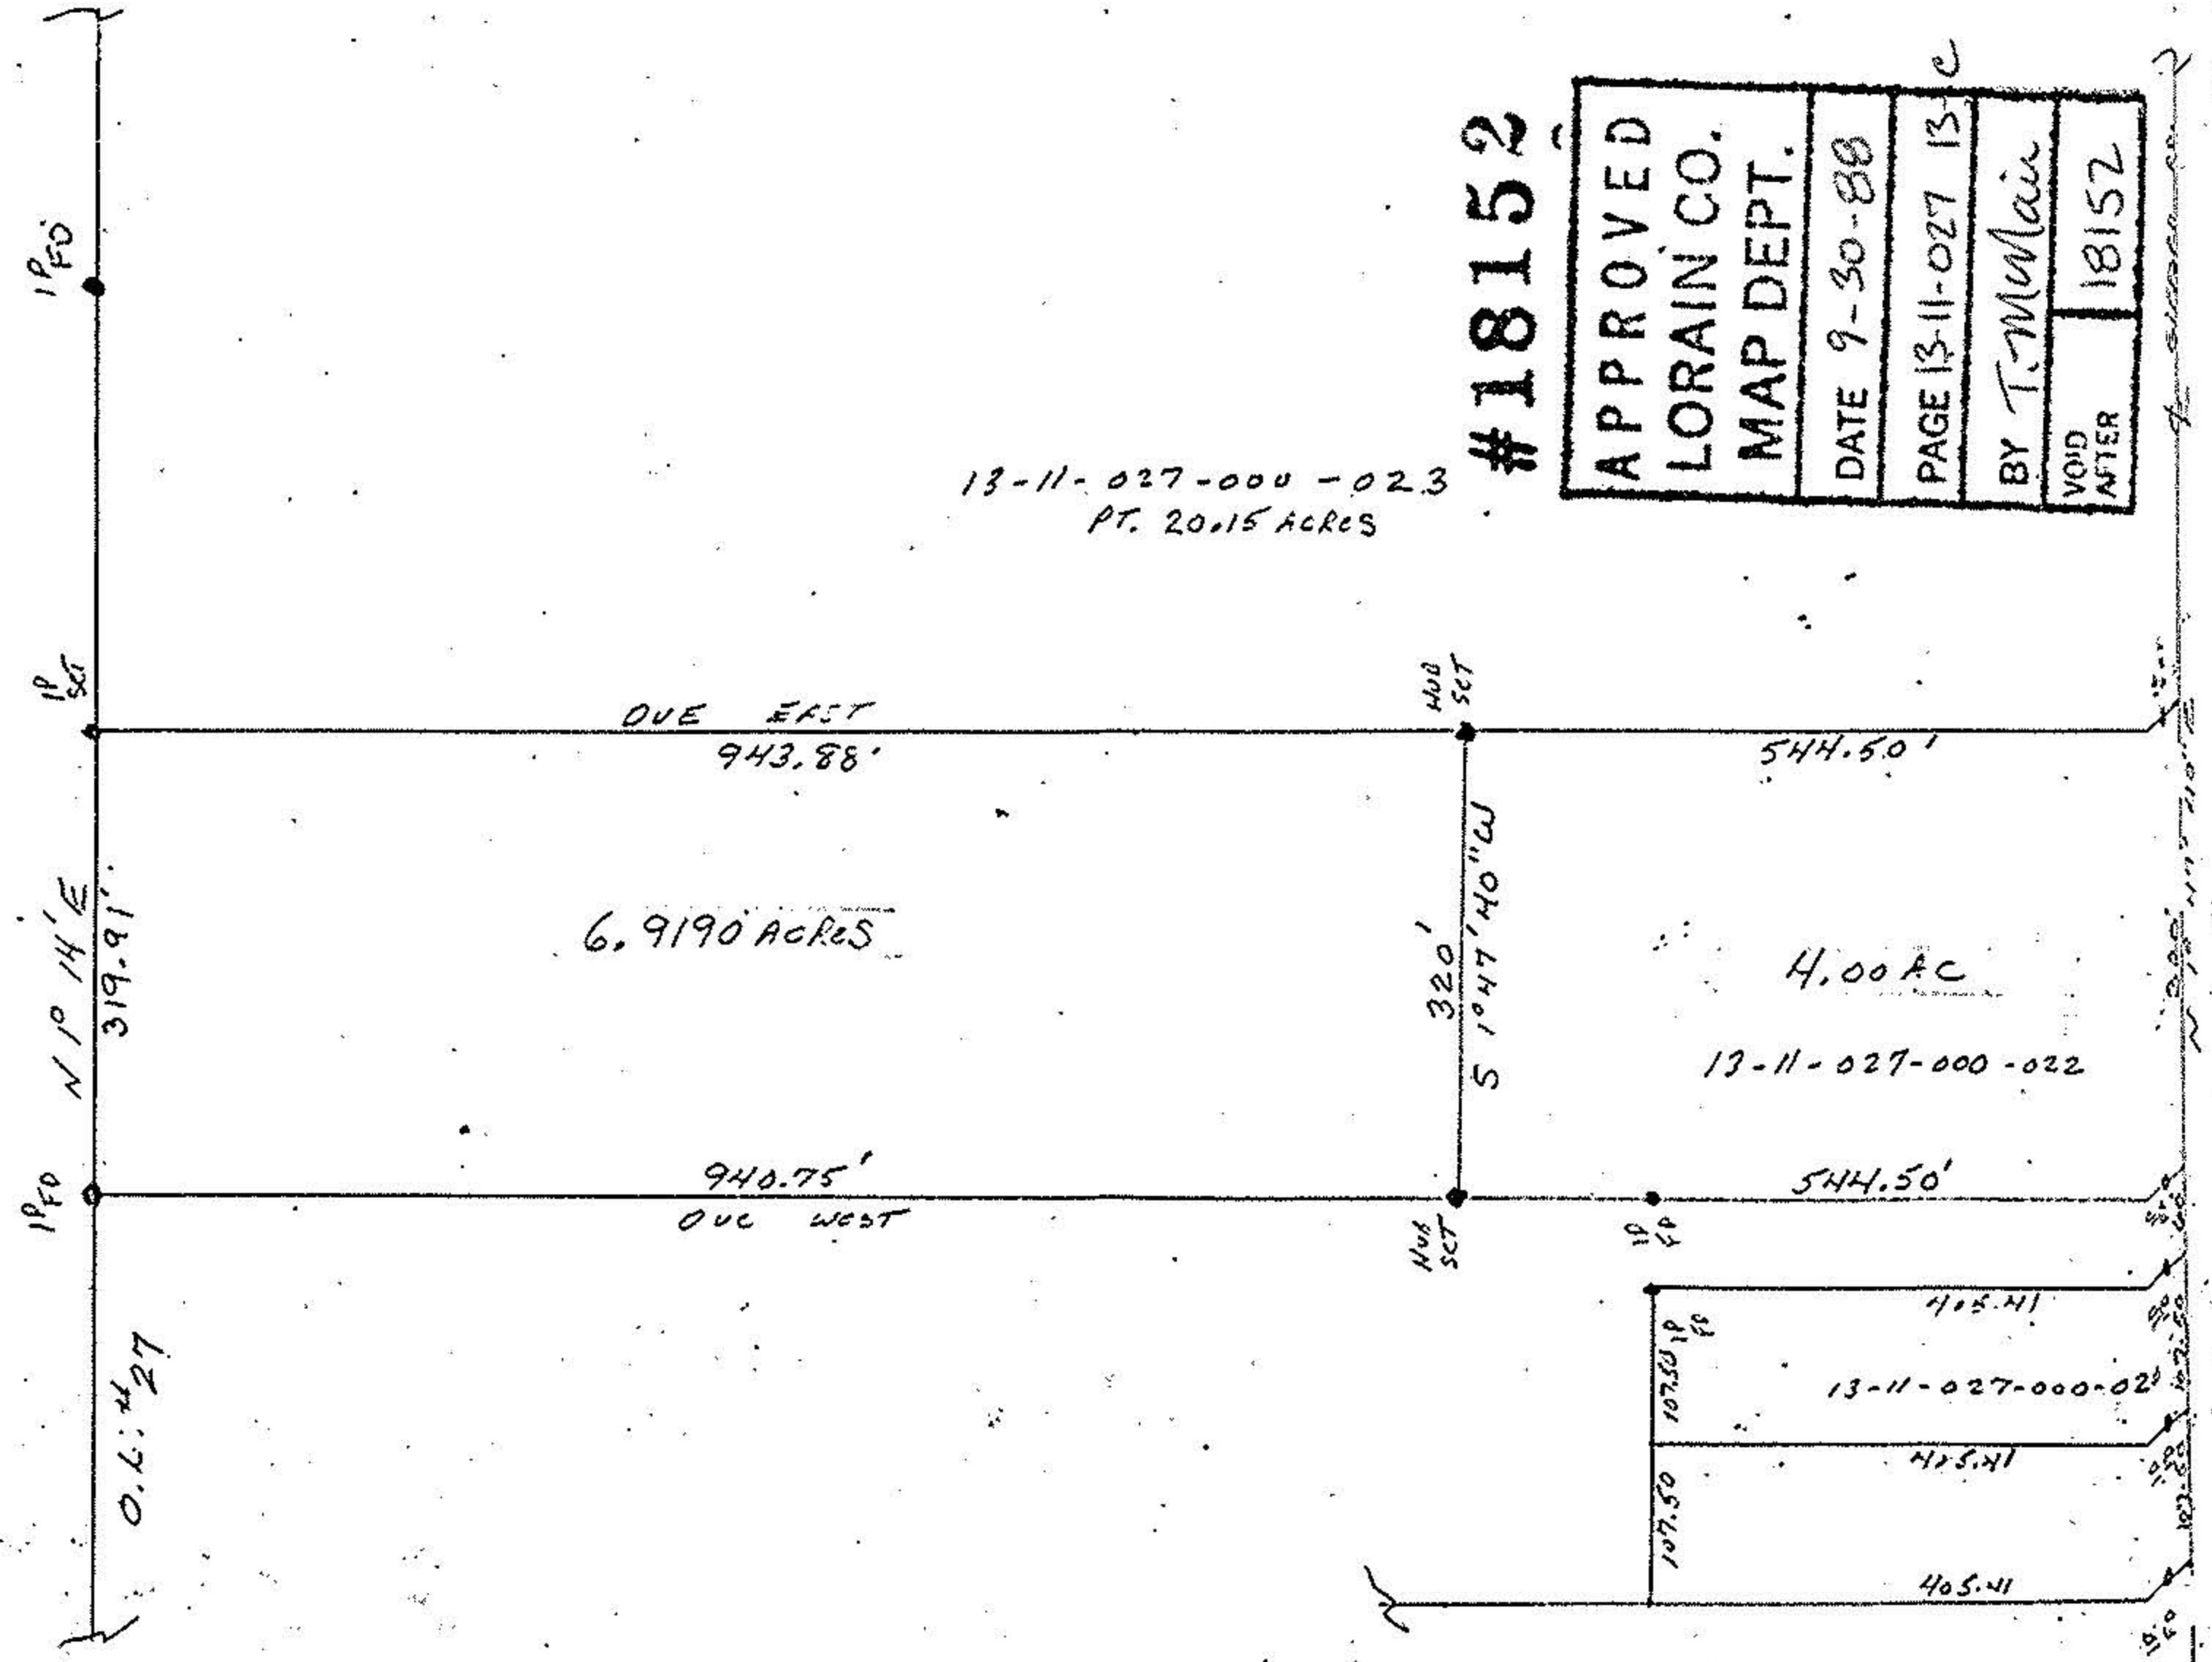 IP
FD
IP
SET
N 1° 14' E
319.91'
IP
FD
O.L. # 27
13-11-027-000-023
PT. 20.15 ACRES
#18152
APPROVED
LORAIN CO.
MAP DEPT.
DATE 9-30-88
PAGE 13-11-027 13-C
BY
VOID
AFTER
18152
DUE EAST
943.88'
HUB
SET
544.50'
6.9190 ACRES
320'
S 1° 47' 40" W
4.00 AC
13-11-027-000-022
940.75'
DUE WEST
HUB
SET
544.50'
IP
FD
405.41
107.50
IP
FD
13-11-027-000-02
405.41
107.50
405.41
IP
FD